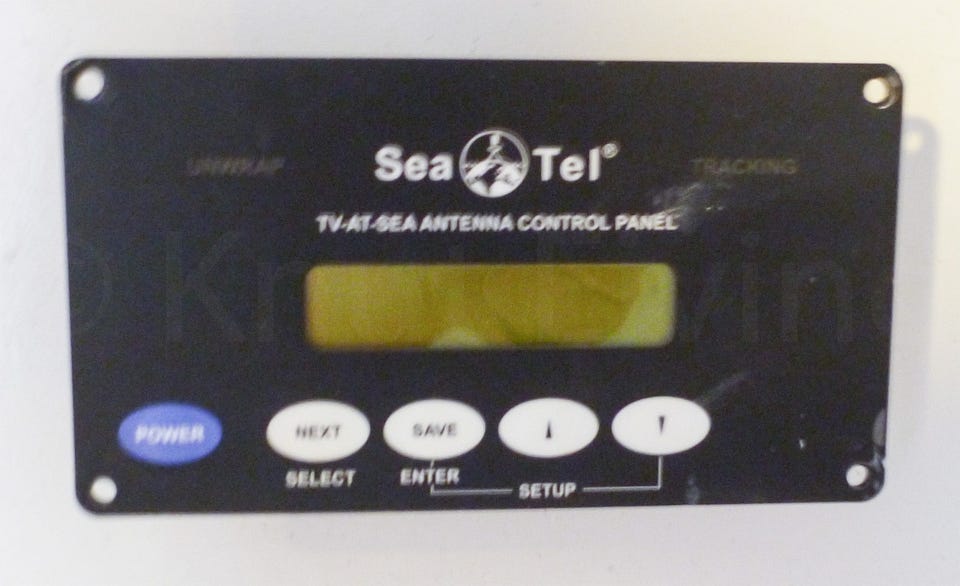 UNWRAP
Sea Tel®
TRACKING
TV-AT-SEA ANTENNA CONTROL PANEL
POWER
NEXT
SAVE
SELECT
ENTER
SETUP